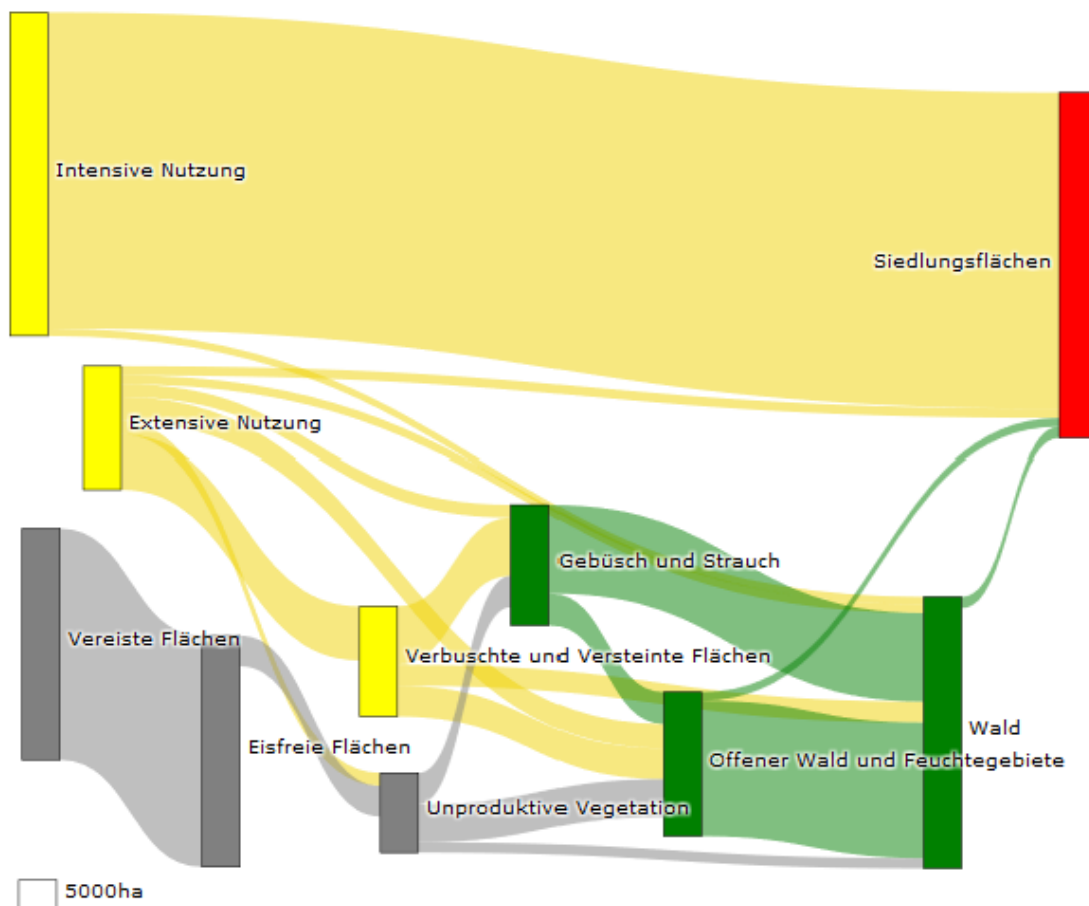 Intensive Nutzung
Siedlungsflächen
Extensive Nutzung
Gebüsch und Strauch
Vereiste Flächen
Verbuschte und Versteinte Flächen
Wald
Eisfreie Flächen
Offener Wald und Feuchtegebiete
Unproduktive Vegetation
5000ha